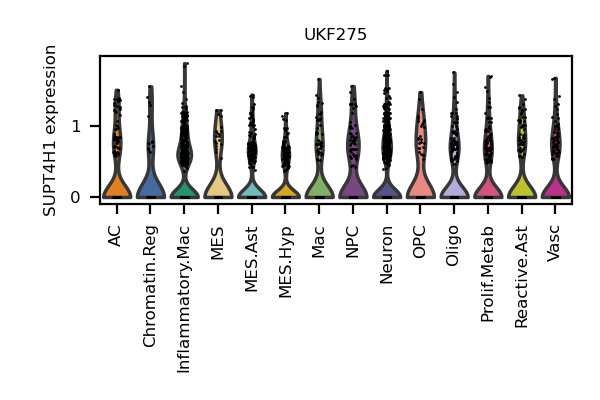 UKF275
SUPT4H1 expression
1
0
AC
Chromatin.Reg
Inflammatory.Mac
MES
MES.Ast
MES.Hyp
Mac
NPC
Neuron
OPC
Oligo
Prolif.Metab
Reactive.Ast
Vasc